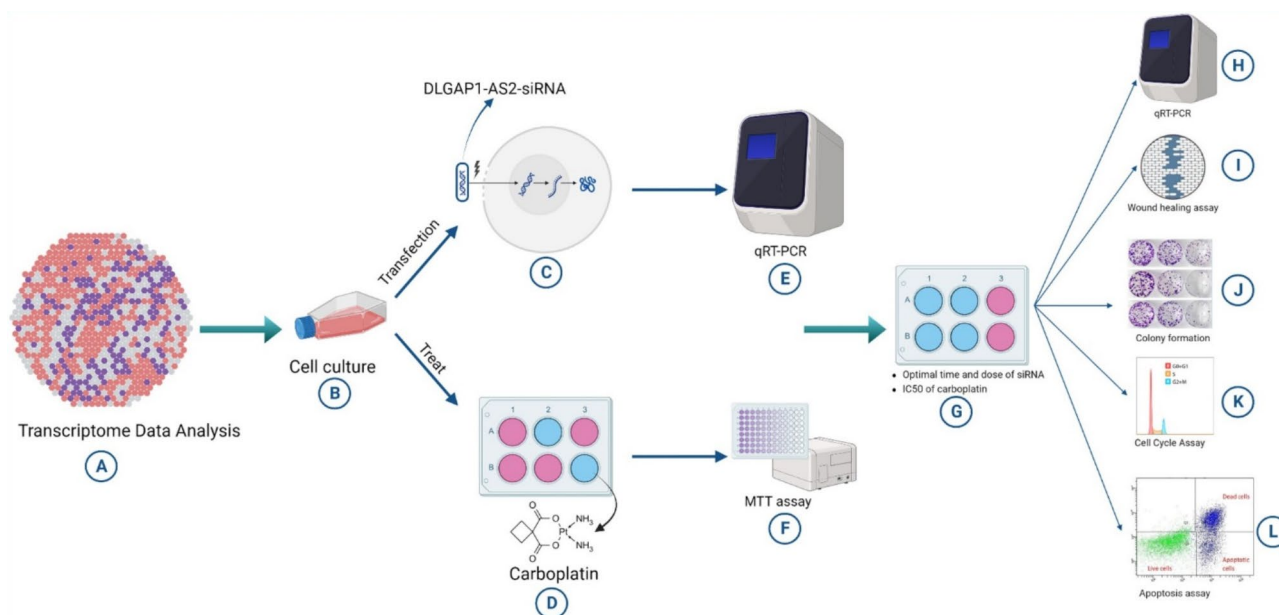 Transcriptome Data Analysis
A
Cell culture
B
Transfection
Treat
DLGAP1-AS2-siRNA
C
1 2 3
A
B
O
O
O
O
Pt
NH3
NH3
Carboplatin
D
qRT-PCR
E
MTT assay
F
1 2 3
A
B
• Optimal time and dose of siRNA
• IC50 of carboplatin
G
qRT-PCR
H
Wound healing assay
I
Colony formation
J
G0+G1
S
G2+M
Cell Cycle Assay
K
Dead cells
Live cells
Apoptotic
cells
Apoptosis assay
L